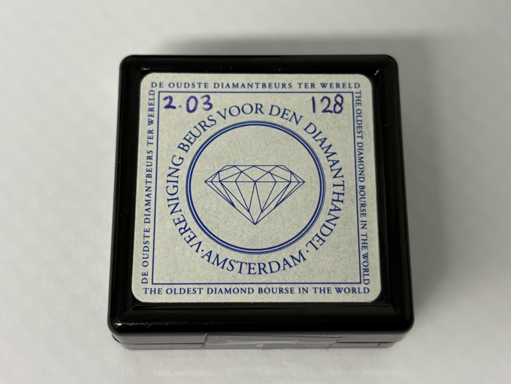 DE OUDSTE DIAMANTBEURS TER WERELD
2.03 128
DE OUDSTE DIAMANTBEURS TER WERELD
VERENIGING BEURS VOOR DEN DIAMANTHANDEL
· AMSTERDAM ·
THE OLDEST DIAMOND BOURSE IN THE WORLD
THE OLDEST DIAMOND BOURSE IN THE WORLD